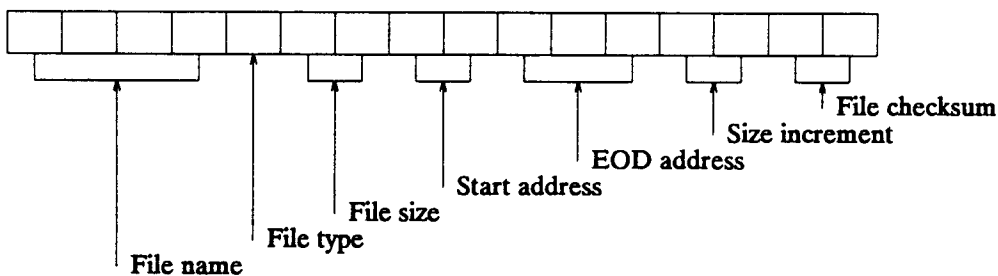 File checksum
Size increment
EOD address
Start address
File size
File type
File name